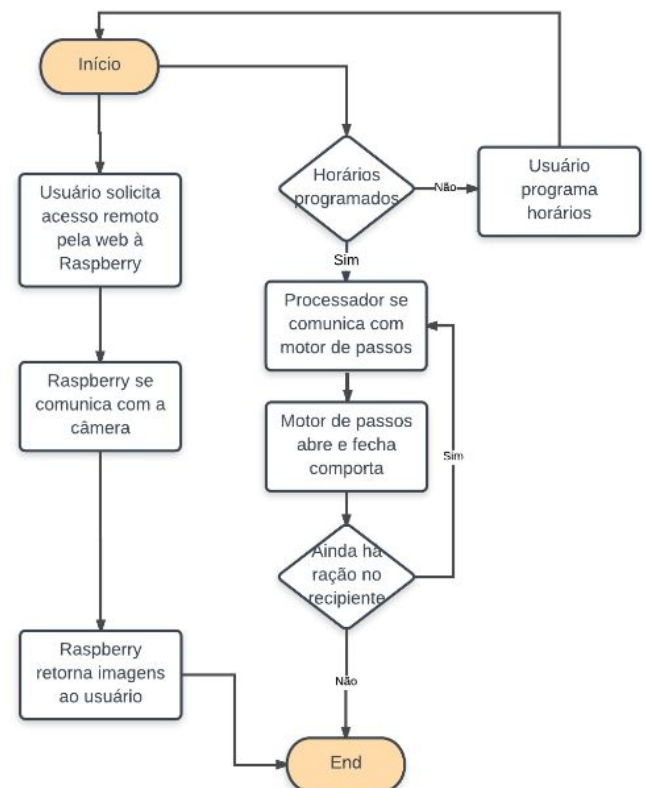 Início
Usuário solicita
acesso remoto
pela web à
Raspberry
Raspberry se
comunica com a
câmera
Raspberry
retorna imagens
ao usuário
Horários
programados
Não
Usuário
programa
horários
Sim
Processador se
comunica com
motor de passos
Motor de passos
abre e fecha
comporta
Sim
Ainda há
ração no
recipiente
Não
End